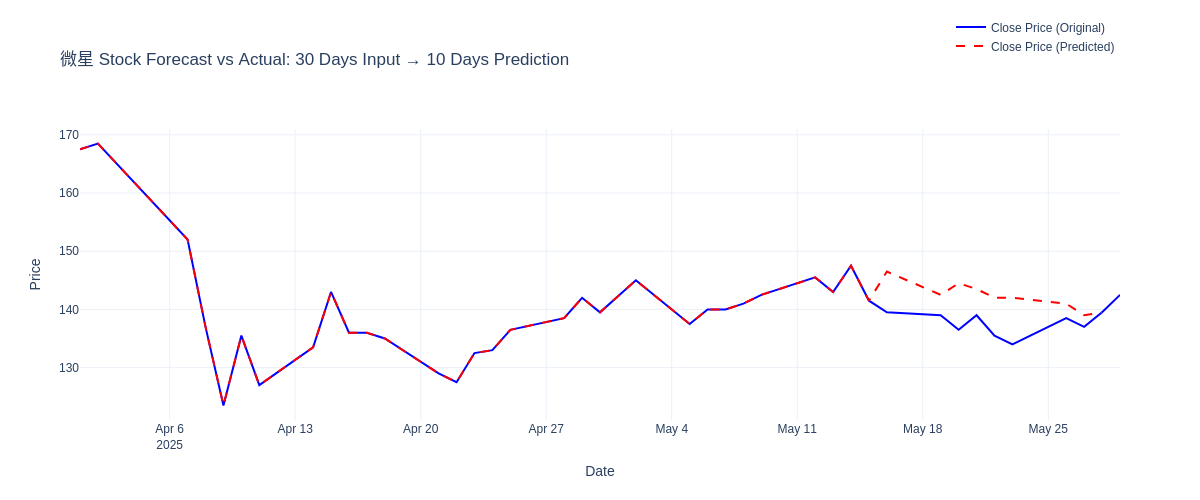 微星 Stock Forecast vs Actual: 30 Days Input → 10 Days Prediction
Close Price (Original)
Close Price (Predicted)
Price
170
160
150
140
130
Apr 6
2025
Apr 13
Apr 20
Apr 27
May 4
May 11
May 18
May 25
Date